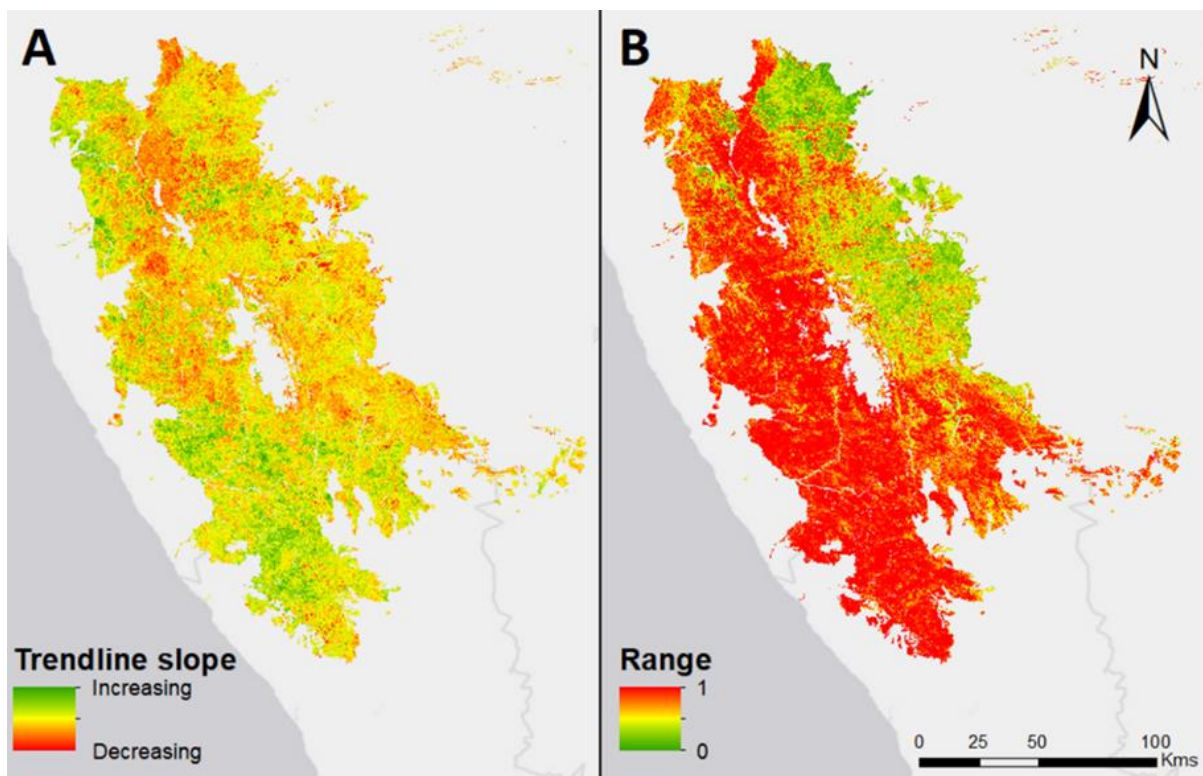 A
B
N
Trendline slope
Increasing
Decreasing
Range
1
0
0 25 50 100
Kms